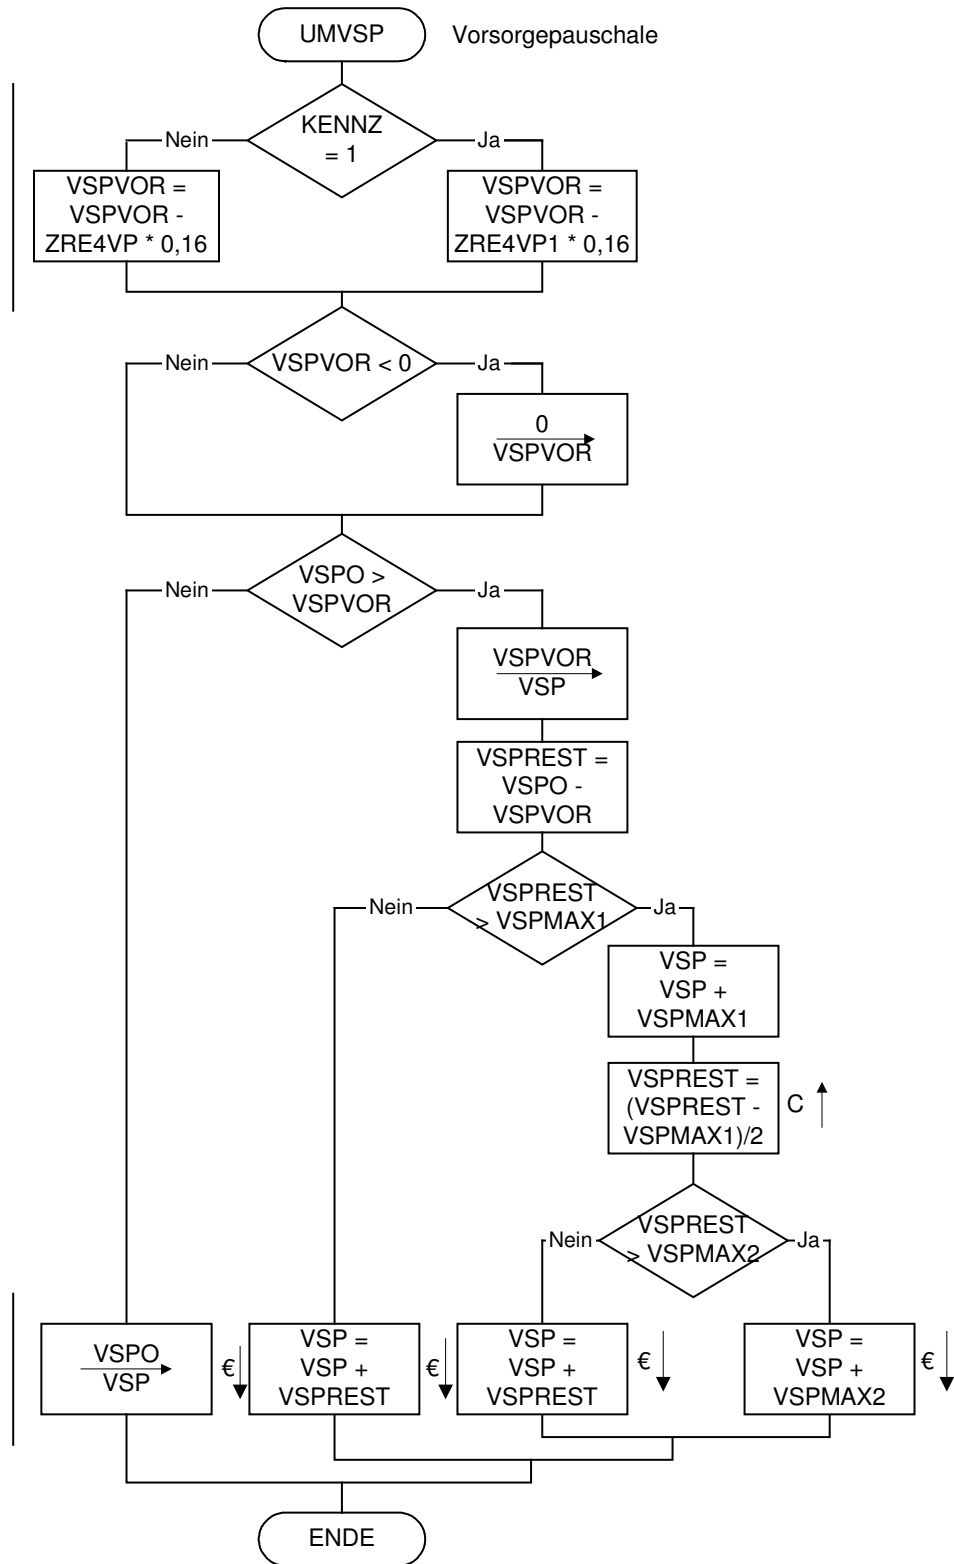 UMVSP
Vorsorgepauschale
KENNZ
= 1
Nein
Ja
VSPVOR =
VSPVOR -
ZRE4VP * 0,16
VSPVOR =
VSPVOR -
ZRE4VP1 * 0,16
VSPVOR < 0
Nein
Ja
0
VSPVOR
VSPO >
VSPVOR
Nein
Ja
VSPVOR
VSP
VSPREST =
VSPO -
VSPVOR
VSPREST
> VSPMAX1
Nein
Ja
VSP =
VSP +
VSPMAX1
VSPREST =
(VSPREST -
VSPMAX1)/2
C
VSPREST
> VSPMAX2
Nein
Ja
VSPO
VSP
€
VSP =
VSP +
VSPREST
€
VSP =
VSP +
VSPREST
€
VSP =
VSP +
VSPMAX2
€
ENDE